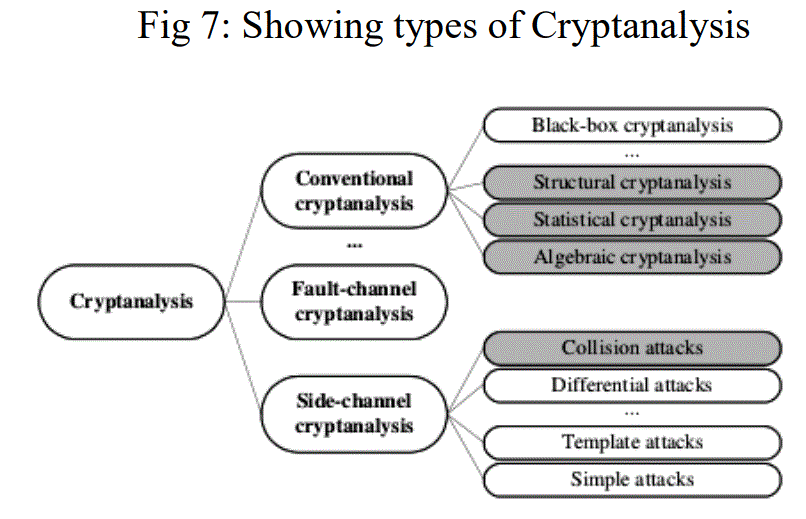 Fig 7: Showing types of Cryptanalysis
Black-box cryptanalysis
...
Conventional
cryptanalysis
Structural cryptanalysis
Statistical cryptanalysis
...
Algebraic cryptanalysis
Cryptanalysis
Fault-channel
cryptanalysis
Collision attacks
Differential attacks
Side-channel
cryptanalysis
...
Template attacks
Simple attacks